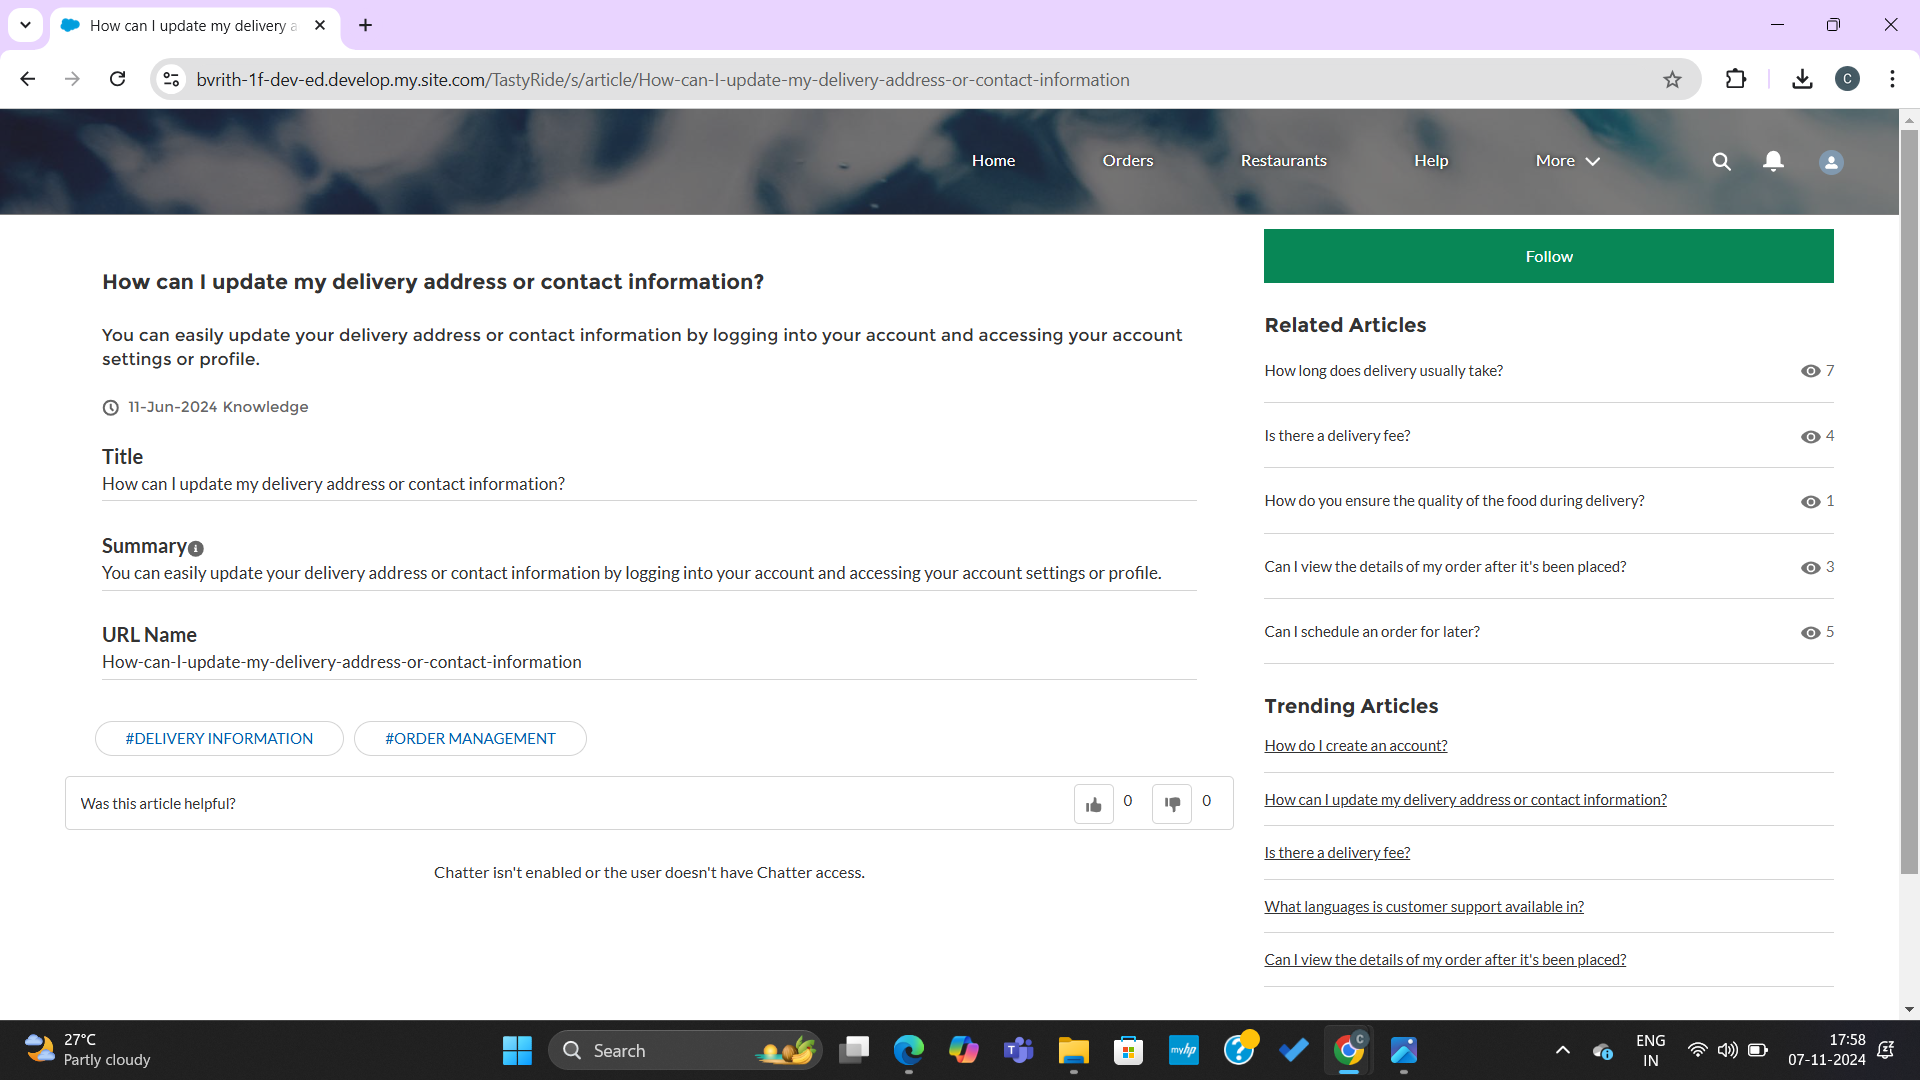 How can I update my delivery a
bvrith-1f-dev-ed.develop.my.site.com/TastyRide/s/article/How-can-I-update-my-delivery-address-or-contact-information
C
Home Orders Restaurants Help More
Follow
How can I update my delivery address or contact information?
You can easily update your delivery address or contact information by logging into your account and accessing your account
settings or profile.
11-Jun-2024 Knowledge
Title
How can I update my delivery address or contact information?
Summary
You can easily update your delivery address or contact information by logging into your account and accessing your account settings or profile.
URL Name
How-can-I-update-my-delivery-address-or-contact-information
#DELIVERY INFORMATION #ORDER MANAGEMENT
Was this article helpful? 0 0
Chatter isn't enabled or the user doesn't have Chatter access.
Related Articles
How long does delivery usually take? 7
Is there a delivery fee? 4
How do you ensure the quality of the food during delivery? 1
Can I view the details of my order after it's been placed? 3
Can I schedule an order for later? 5
Trending Articles
How do I create an account?
How can I update my delivery address or contact information?
Is there a delivery fee?
What languages is customer support available in?
Can I view the details of my order after it's been placed?
27°C
Partly cloudy
Search
myhp
C
ENG
IN
17:58
07-11-2024